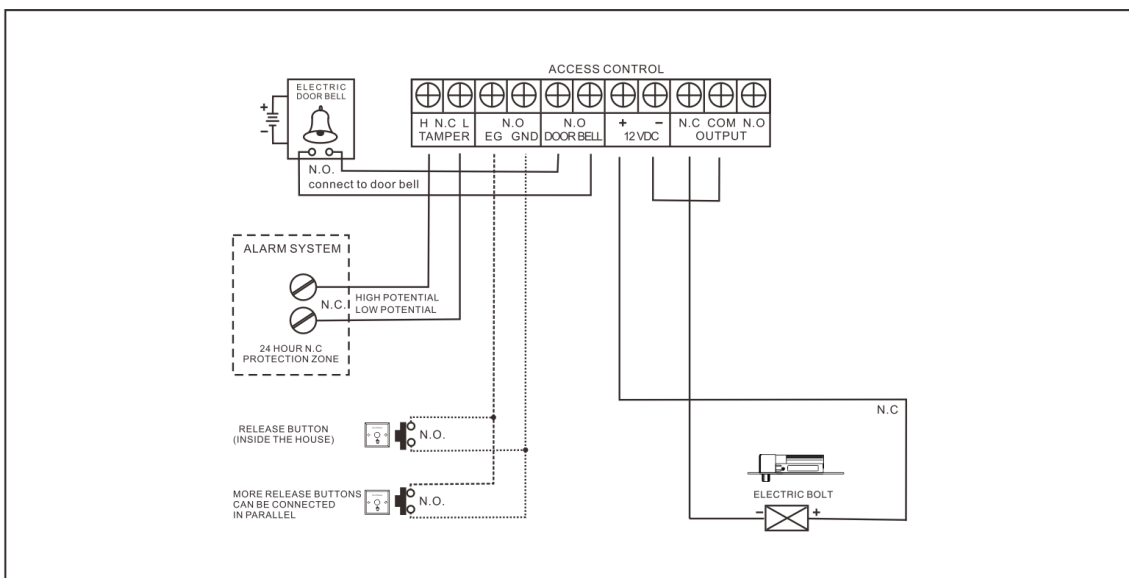 ACCESS CONTROL
ELECTRIC
DOOR BELL
+
−
H N.C L
TAMPER
N.O
EG GND
N.O
DOOR BELL
+ −
12 VDC
N.C COM N.O
OUTPUT
N.O.
connect to door bell
ALARM SYSTEM
N.C.
HIGH POTENTIAL
LOW POTENTIAL
24 HOUR N.C
PROTECTION ZONE
RELEASE BUTTON
(INSIDE THE HOUSE)
N.O.
MORE RELEASE BUTTONS
CAN BE CONNECTED
IN PARALLEL
N.O.
N.C
ELECTRIC BOLT
− +